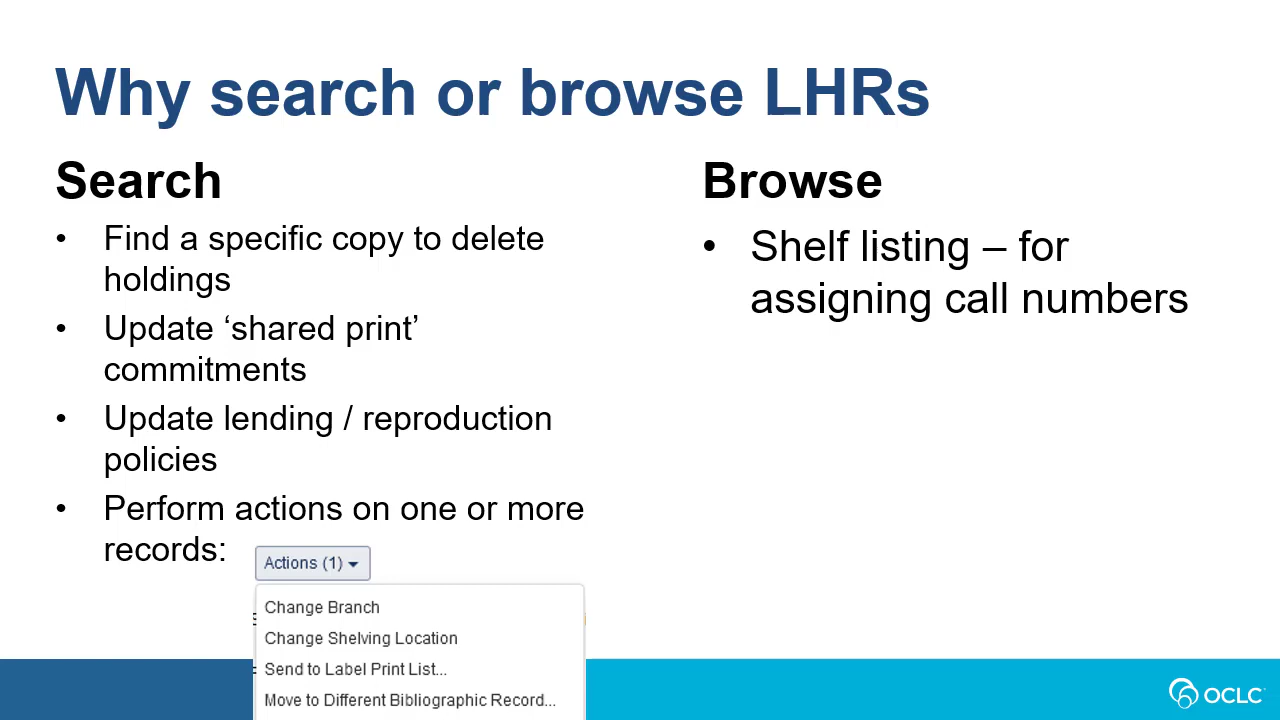 Why search or browse LHRs
Search
• Find a specific copy to delete
holdings
• Update ‘shared print’
commitments
• Update lending / reproduction
policies
• Perform actions on one or more
records:
Actions (1)
Change Branch
Change Shelving Location
Send to Label Print List...
Move to Different Bibliographic Record...
Browse
• Shelf listing – for
assigning call numbers
OCLC